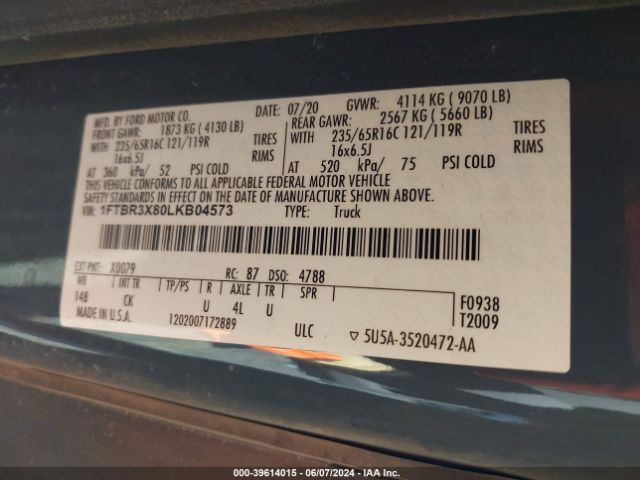 MFD. BY FORD MOTOR CO. DATE: 07/20 GVWR: 4114 KG ( 9070 LB)
FRONT GAWR: 1873 KG ( 4130 LB) REAR GAWR: 2567 KG ( 5660 LB)
WITH 235/65R16C 121/119R TIRES WITH 235/65R16C 121/119R TIRES
16x6.5J RIMS 16x6.5J RIMS
AT 360 kPa/ 52 PSI COLD AT 520 kPa/ 75 PSI COLD
THIS VEHICLE CONFORMS TO ALL APPLICABLE FEDERAL MOTOR VEHICLE
SAFETY STANDARDS IN EFFECT ON THE DATE OF MANUFACTURE SHOWN ABOVE.
VIN: 1FTBR3X80LKB04573 TYPE: Truck
EXT PNT: X0079 RC: 87 DSO: 4788
WB INT TR TP/PS R AXLE TR SPR
148 CK U 4L U F0938
T2009
MADE IN U.S.A. 1202007172889 ULC ▽ 5U5A-3520472-AA
000-39614015 - 06/07/2024 - IAA Inc.